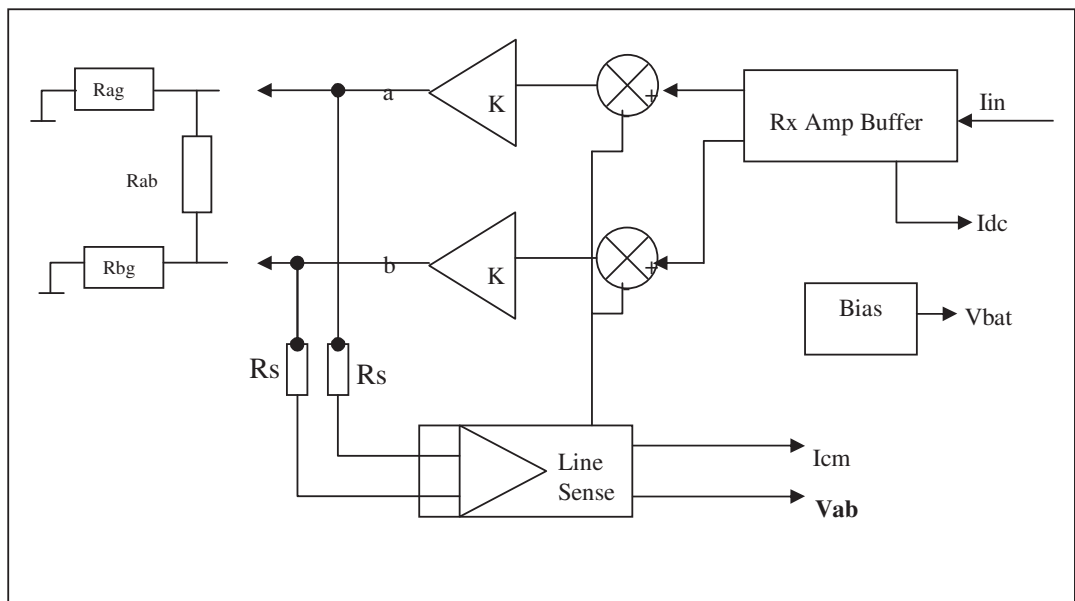 Rag
a
K
+
Rx Amp Buffer
Iin
Rab
Idc
Rbg
b
K
+
Bias
Vbat
Rs
Rs
Line
Sense
Icm
Vab